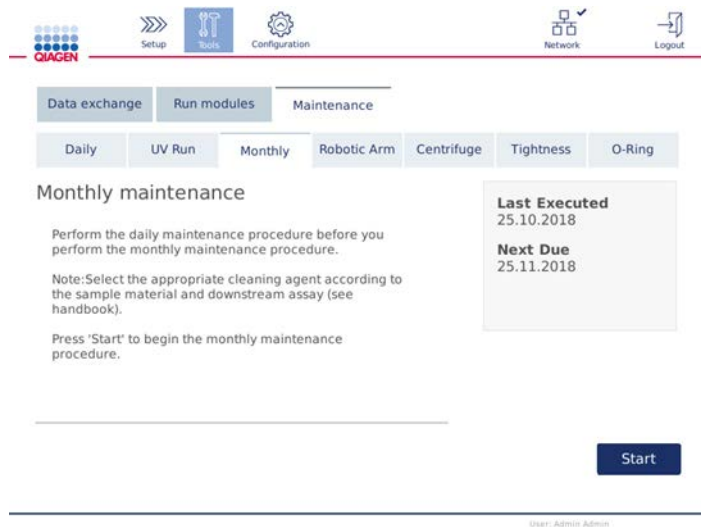 QIAGEN
Setup
Tools
Configuration
Network
Logout
Data exchange
Run modules
Maintenance
Daily
UV Run
Monthly
Robotic Arm
Centrifuge
Tightness
O-Ring
Monthly maintenance
Perform the daily maintenance procedure before you
perform the monthly maintenance procedure.
Note:Select the appropriate cleaning agent according to
the sample material and downstream assay (see
handbook).
Press 'Start' to begin the monthly maintenance
procedure.
Last Executed
25.10.2018
Next Due
25.11.2018
Start
User: Admin Admin